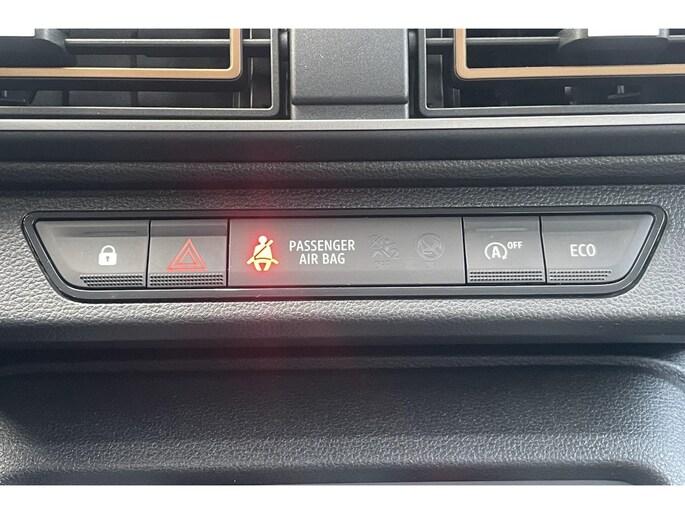 PASSENGER
AIR BAG
A OFF
ECO